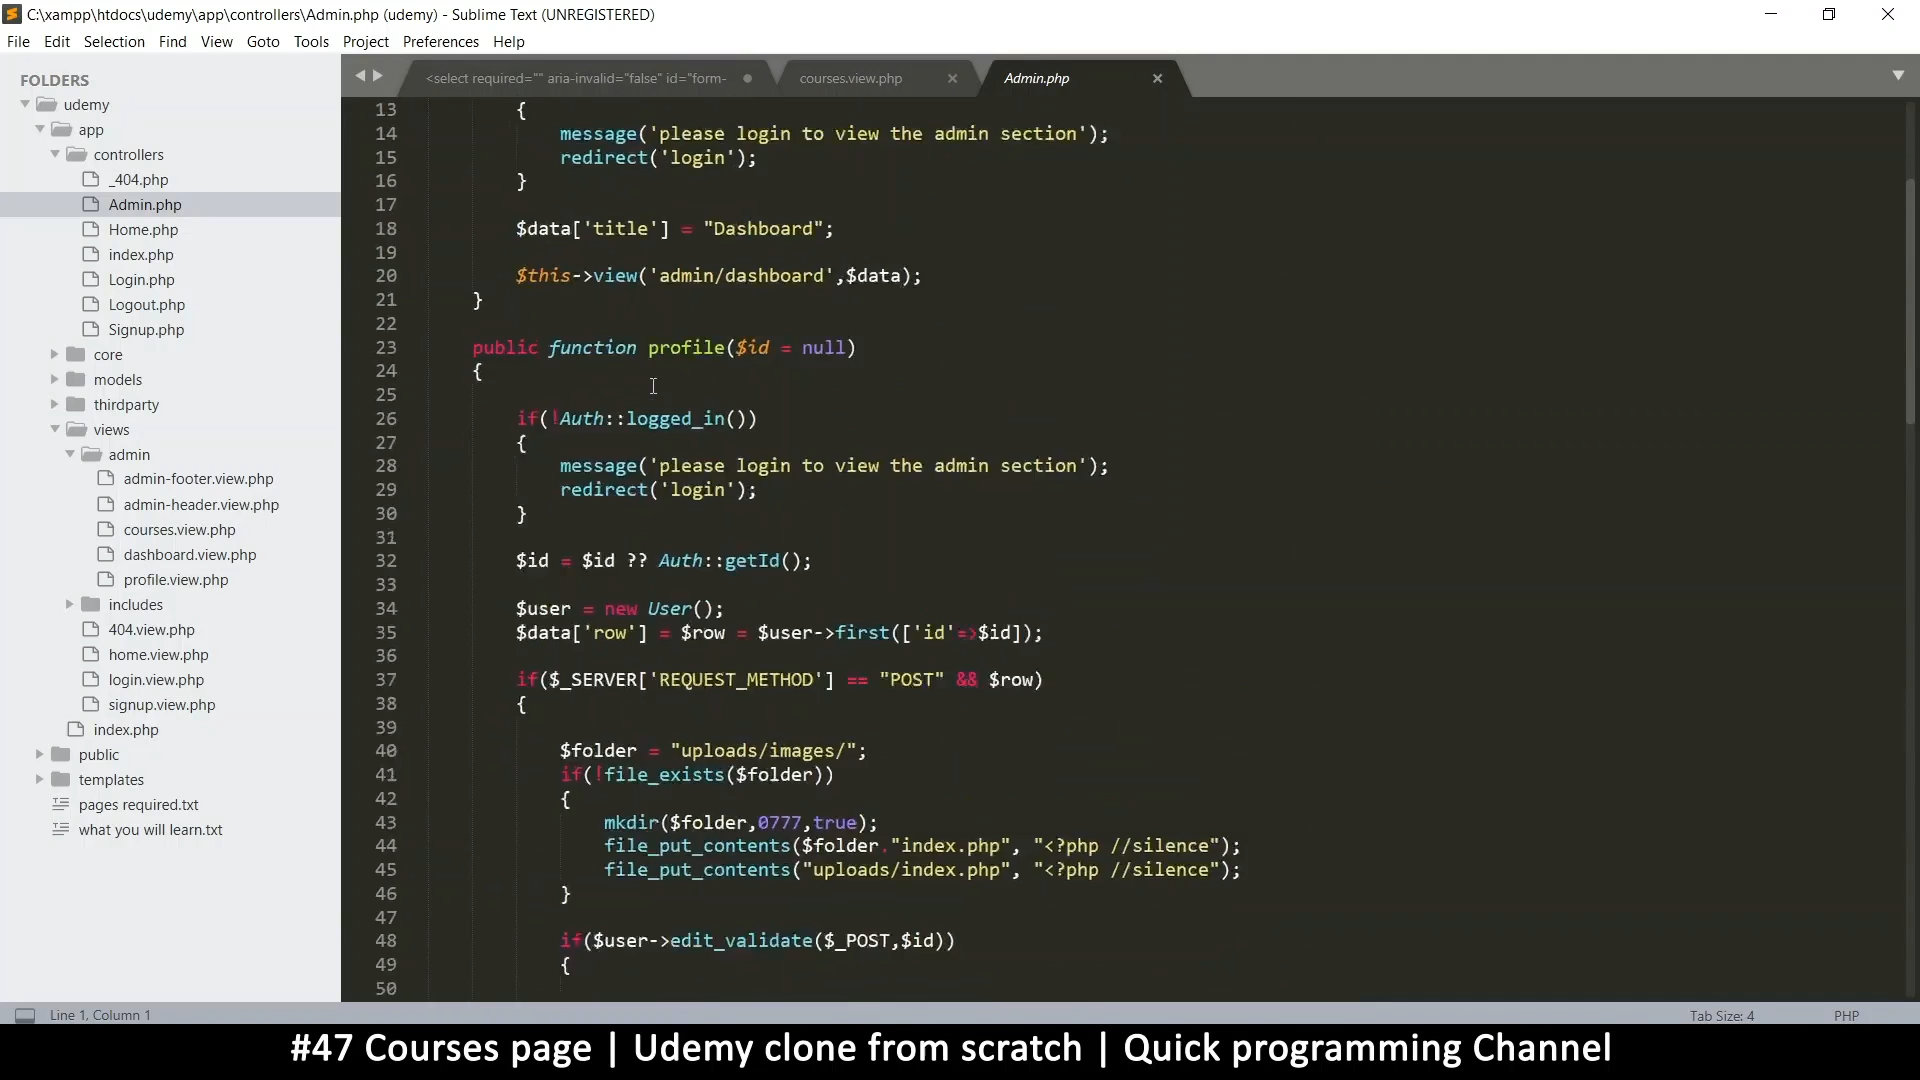 C:\xampp\htdocs\udemy\app\controllers\Admin.php (udemy) - Sublime Text (UNREGISTERED)
File Edit Selection Find View Goto Tools Project Preferences Help
FOLDERS
udemy
app
controllers
_404.php
Admin.php
Home.php
index.php
Login.php
Logout.php
Signup.php
core
models
thirdparty
views
admin
admin-footer.view.php
admin-header.view.php
courses.view.php
dashboard.view.php
profile.view.php
includes
404.view.php
home.view.php
login.view.php
signup.view.php
index.php
public
templates
pages required.txt
what you will learn.txt
<select required="" aria-invalid="false" id="form- courses.view.php Admin.php
13 {
14 message('please login to view the admin section');
15 redirect('login');
16 }
17
18 $data['title'] = "Dashboard";
19
20 $this->view('admin/dashboard',$data);
21 }
22
23 public function profile($id = null)
24 {
25
26 if(!Auth::logged_in())
27 {
28 message('please login to view the admin section');
29 redirect('login');
30 }
31
32 $id = $id ?? Auth::getId();
33
34 $user = new User();
35 $data['row'] = $row = $user->first(['id'=>$id]);
36
37 if($_SERVER['REQUEST_METHOD'] == "POST" && $row)
38 {
39
40 $folder = "uploads/images/";
41 if(!file_exists($folder))
42 {
43 mkdir($folder,0777,true);
44 file_put_contents($folder."index.php", "<?php //silence");
45 file_put_contents("uploads/index.php", "<?php //silence");
46 }
47
48 if($user->edit_validate($_POST,$id))
49 {
50
Line 1, Column 1 Tab Size: 4 PHP
#47 Courses page | Udemy clone from scratch | Quick programming Channel